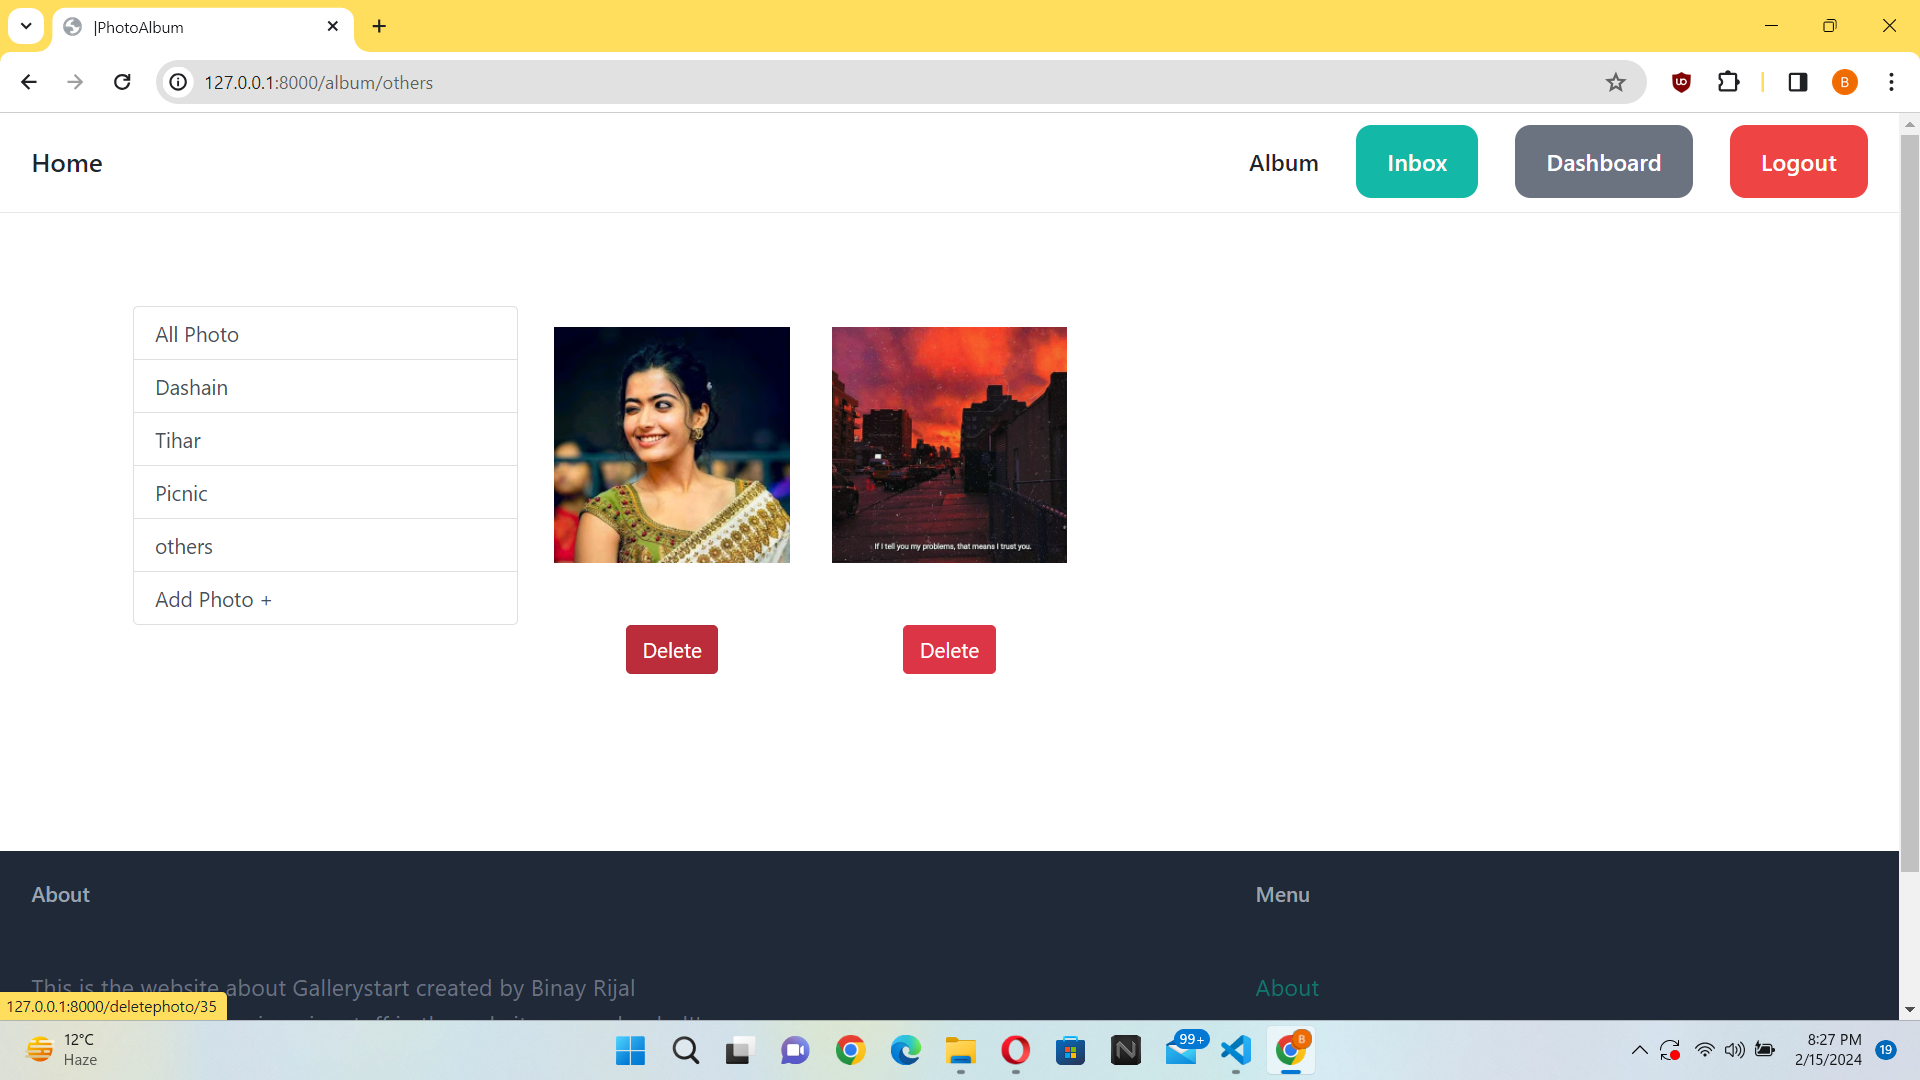 |PhotoAlbum
127.0.0.1:8000/album/others
B
Home
Album
Inbox
Dashboard
Logout
All Photo
Dashain
Tihar
Picnic
others
Add Photo +
If I tell you my problems, that means I trust you.
Delete
Delete
About
Menu
This is the website about Gallerystart created by Binay Rijal
About
127.0.0.1:8000/deletephoto/35
12°C
Haze
99+
B
8:27 PM
2/15/2024
19